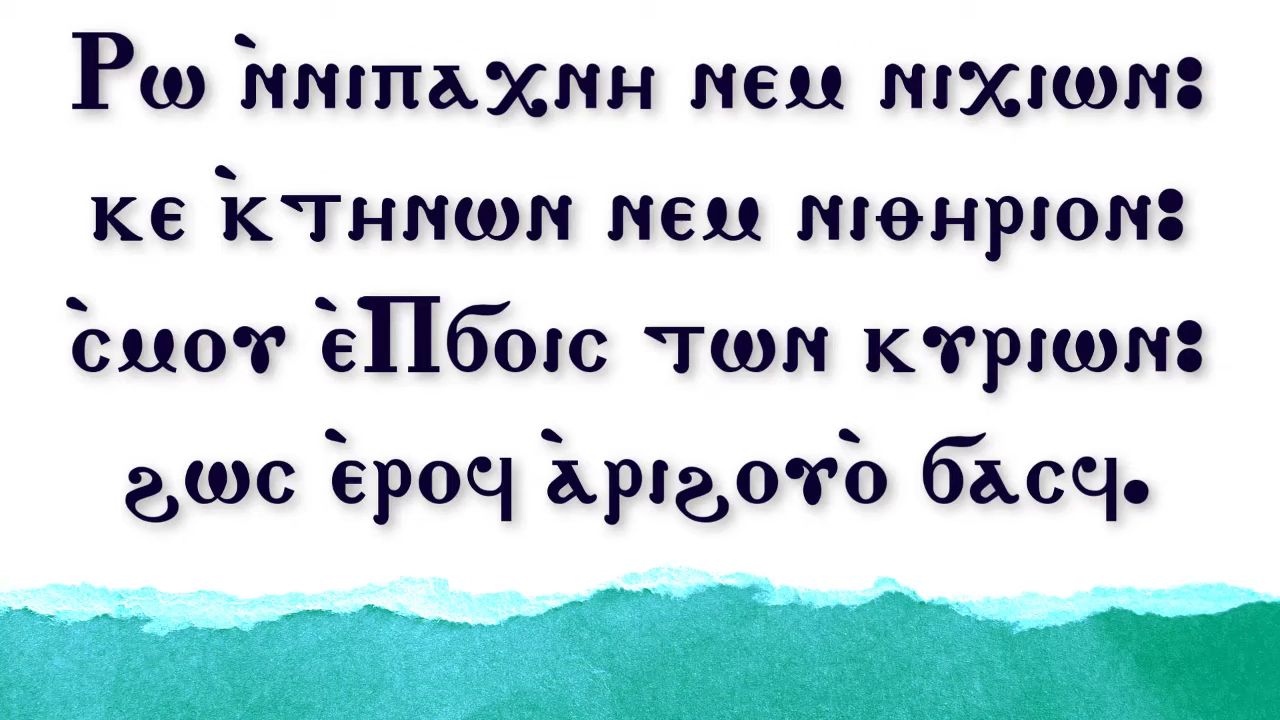 Ⲣⲱ ⲛ̀ⲛⲓⲡⲁⲭⲛⲏ ⲛⲉⲙ ⲛⲓⲭⲓⲱⲛ:
ⲕⲉ ⲕ̀ⲧⲏⲛⲱⲛ ⲛⲉⲙ ⲛⲓⲑⲏⲣⲓⲟⲛ:
ⲥ̀ⲙⲟⲩ ⲉ̀Ⲡϭⲟⲓⲥ ⲧⲱⲛ ⲕⲩⲣⲓⲱⲛ:
ϩⲱⲥ ⲉ̀ⲣⲟϥ ⲁ̀ⲣⲓϩⲟⲩⲟ̀ ϭⲁⲥϥ.